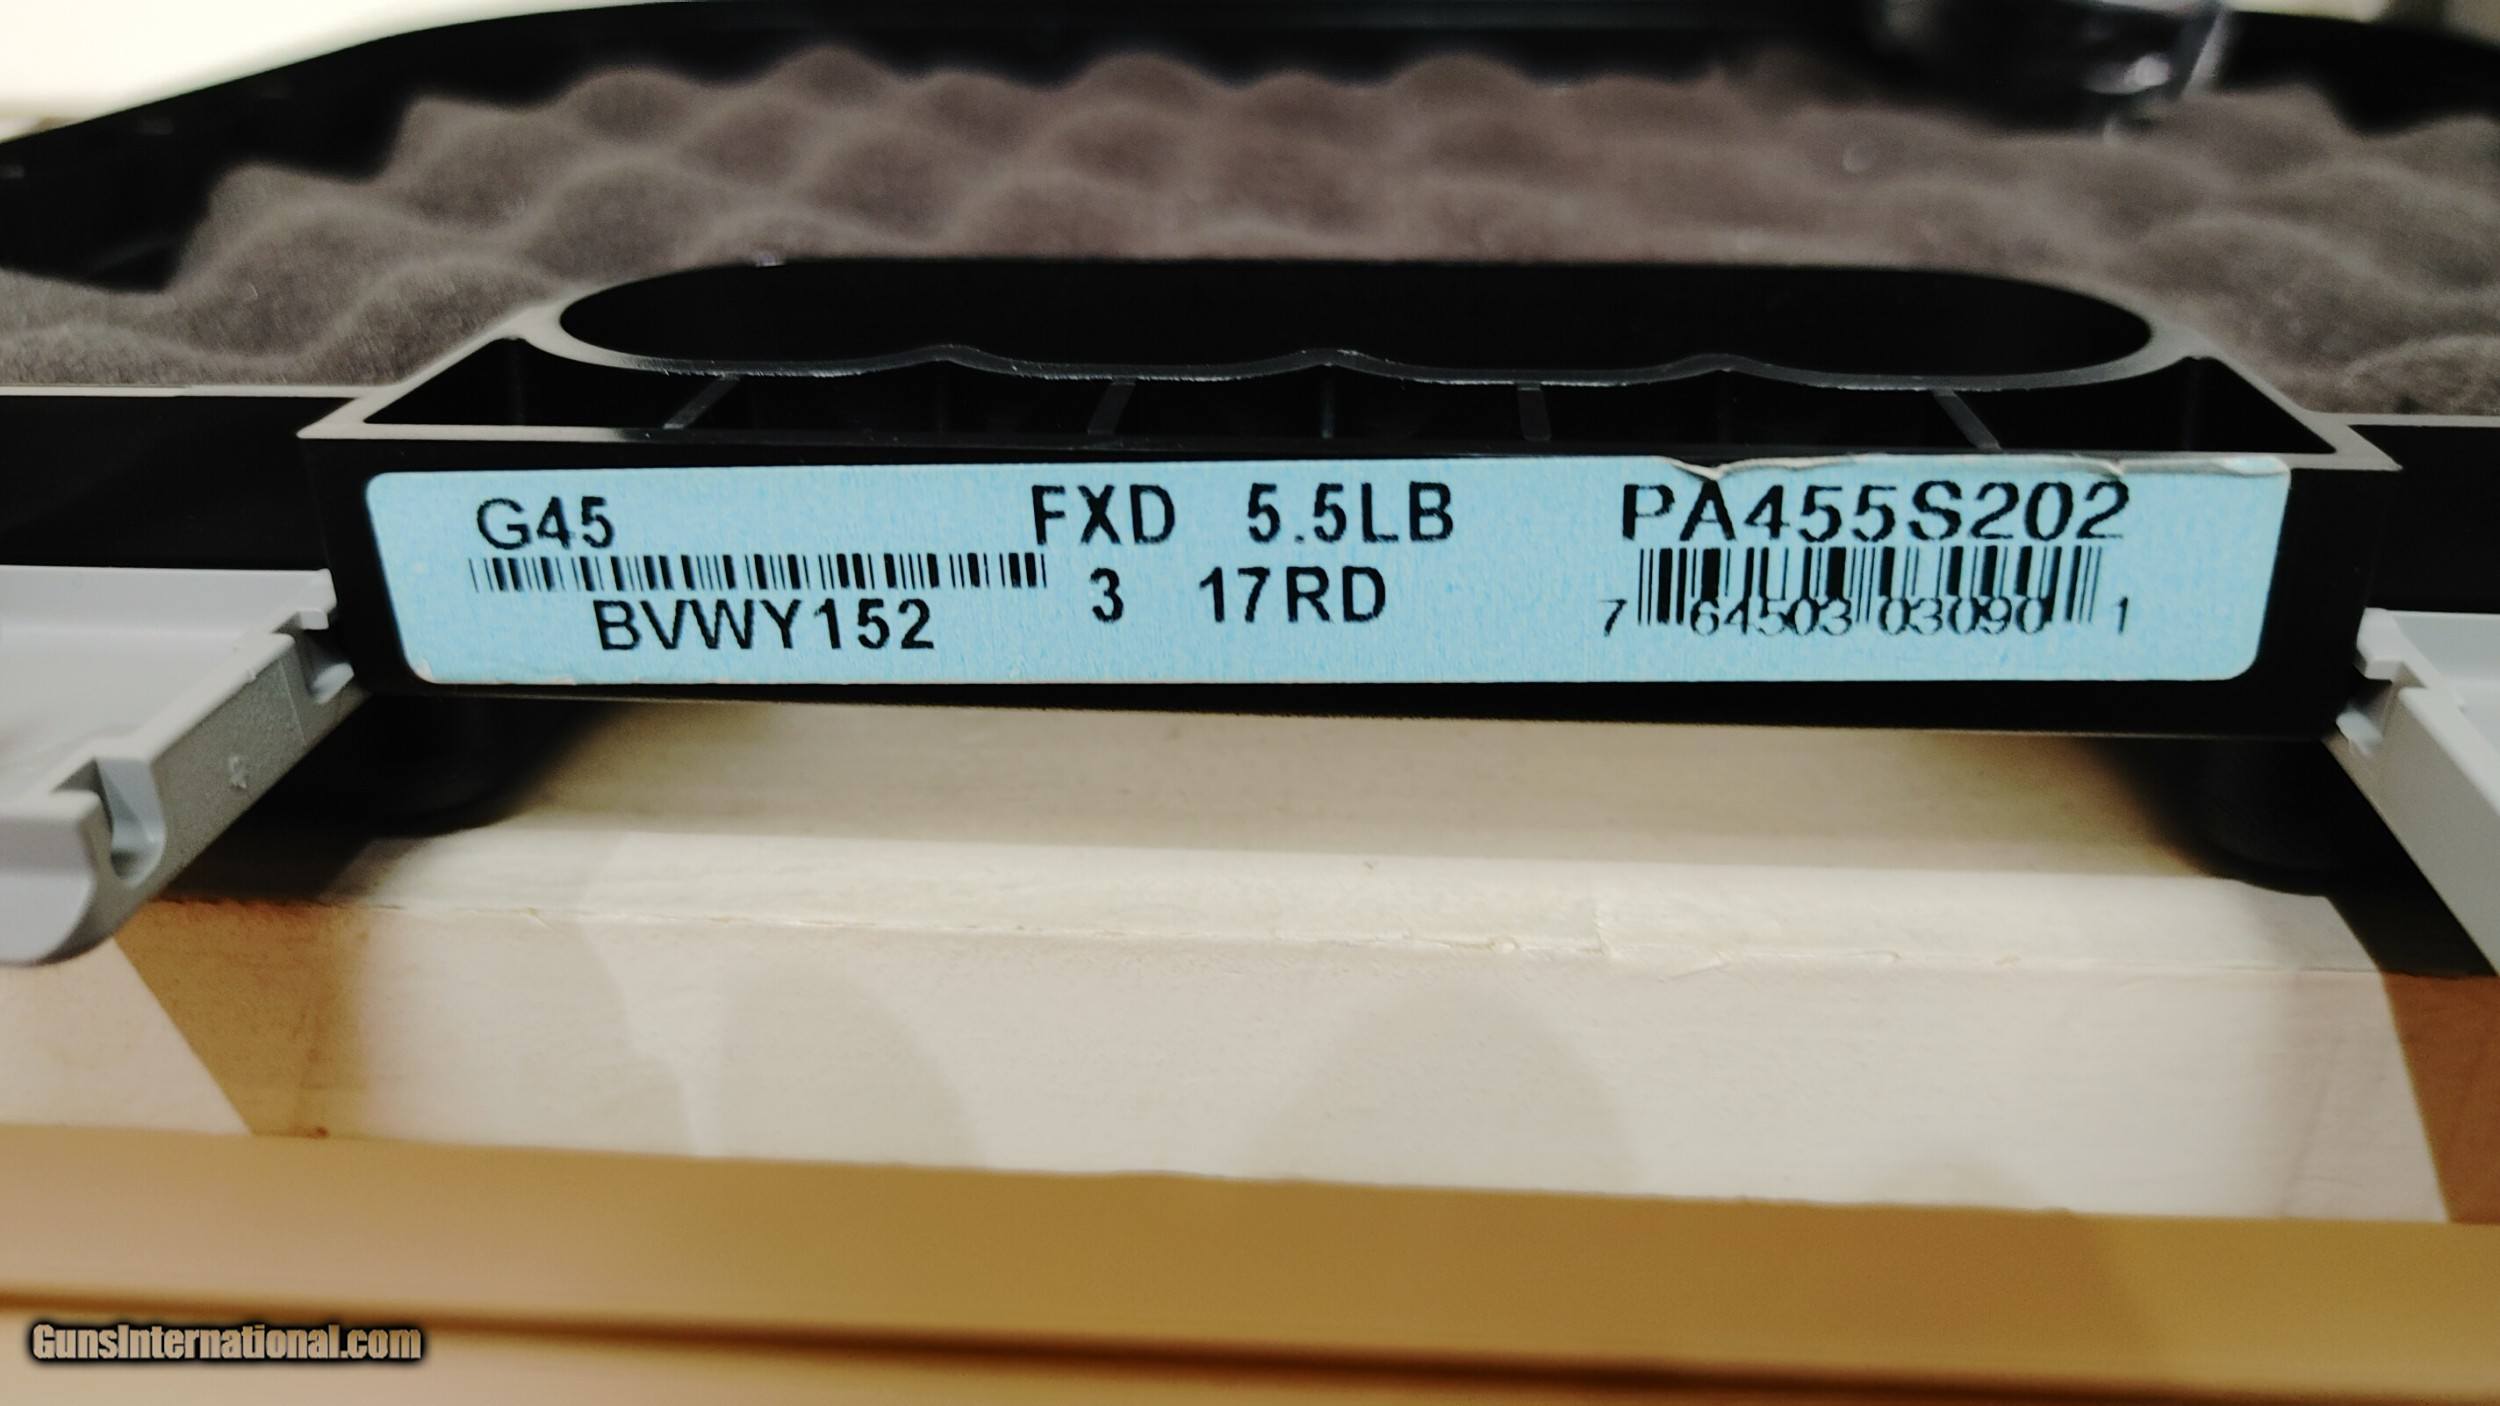 G45 FXD 5.5LB PA455S202
BVWY152 3 17RD 7 64503 03090 1
GunsInternational.com